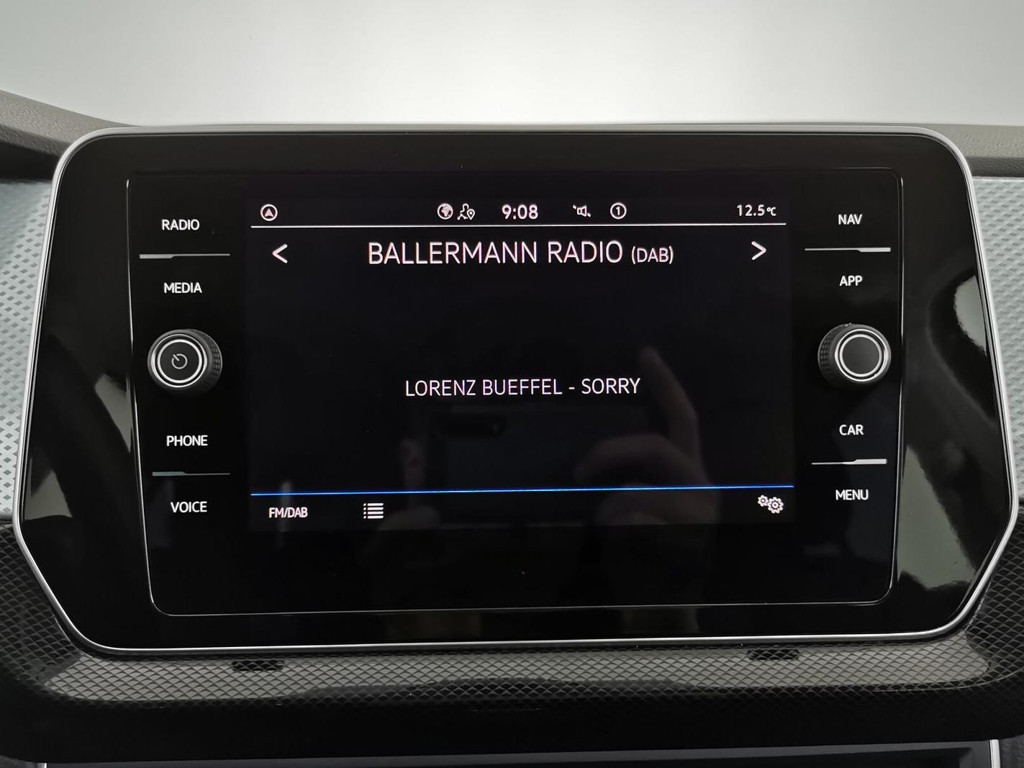 RADIO
MEDIA
PHONE
VOICE
9:08
1
12.5°C
< BALLERMANN RADIO (DAB) >
LORENZ BUEFFEL - SORRY
FM/DAB
NAV
APP
CAR
MENU